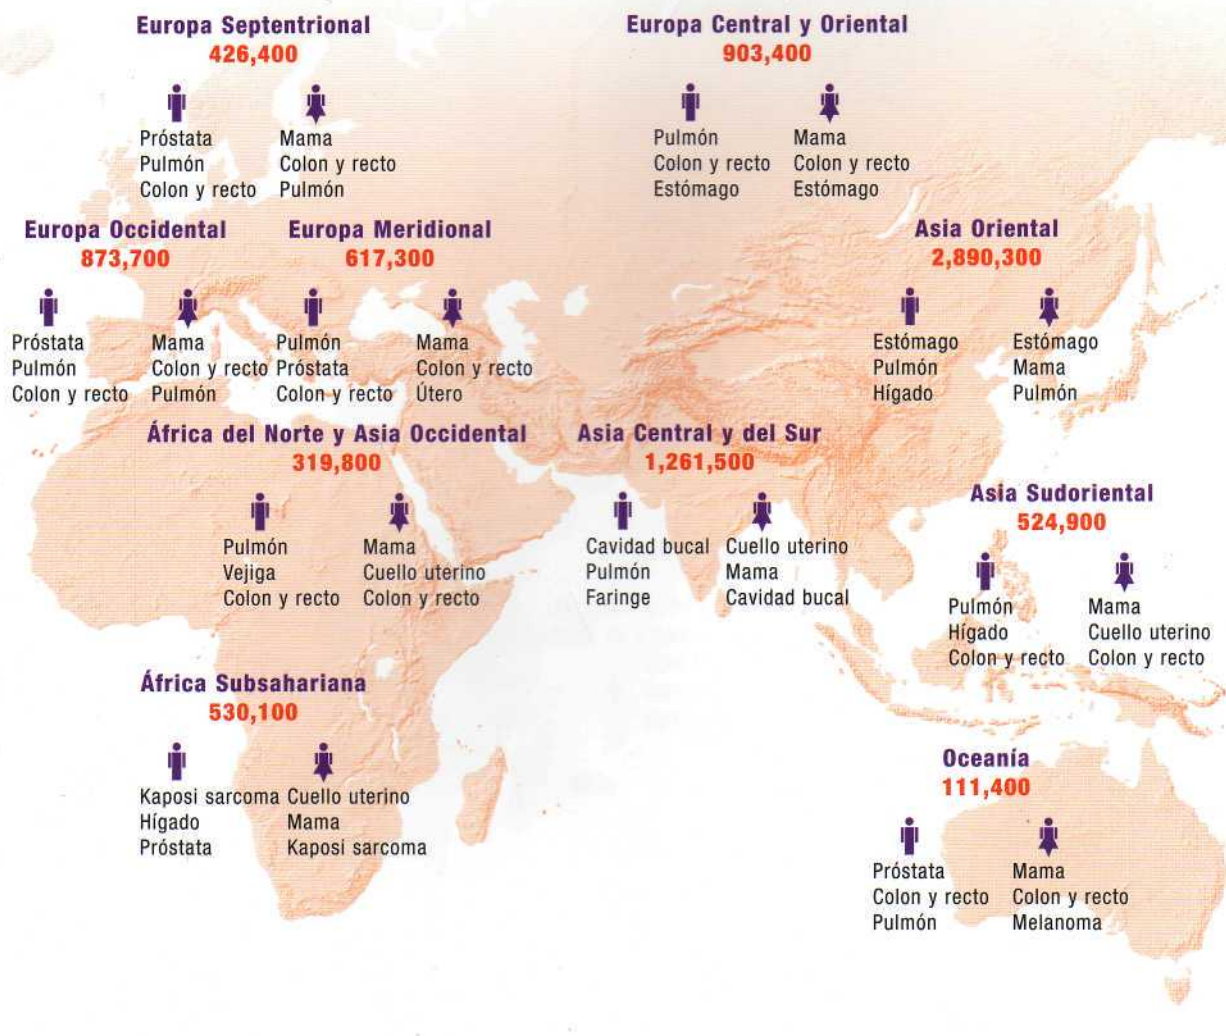 Europa Septentrional
426,400
Próstata
Pulmón
Colon y recto
Mama
Colon y recto
Pulmón
Europa Central y Oriental
903,400
Pulmón
Colon y recto
Estómago
Mama
Colon y recto
Estómago
Europa Occidental
873,700
Próstata
Pulmón
Colon y recto
Mama
Colon y recto
Pulmón
Europa Meridional
617,300
Pulmón
Próstata
Colon y recto
Mama
Colon y recto
Útero
Asia Oriental
2,890,300
Estómago
Pulmón
Hígado
Estómago
Mama
Pulmón
África del Norte y Asia Occidental
319,800
Pulmón
Vejiga
Colon y recto
Mama
Cuello uterino
Colon y recto
Asia Central y del Sur
1,261,500
Cavidad bucal
Pulmón
Faringe
Cuello uterino
Mama
Cavidad bucal
Asia Sudoriental
524,900
Pulmón
Hígado
Colon y recto
Mama
Cuello uterino
Colon y recto
África Subsahariana
530,100
Kaposi sarcoma
Hígado
Próstata
Cuello uterino
Mama
Kaposi sarcoma
Oceanía
111,400
Próstata
Colon y recto
Pulmón
Mama
Colon y recto
Melanoma